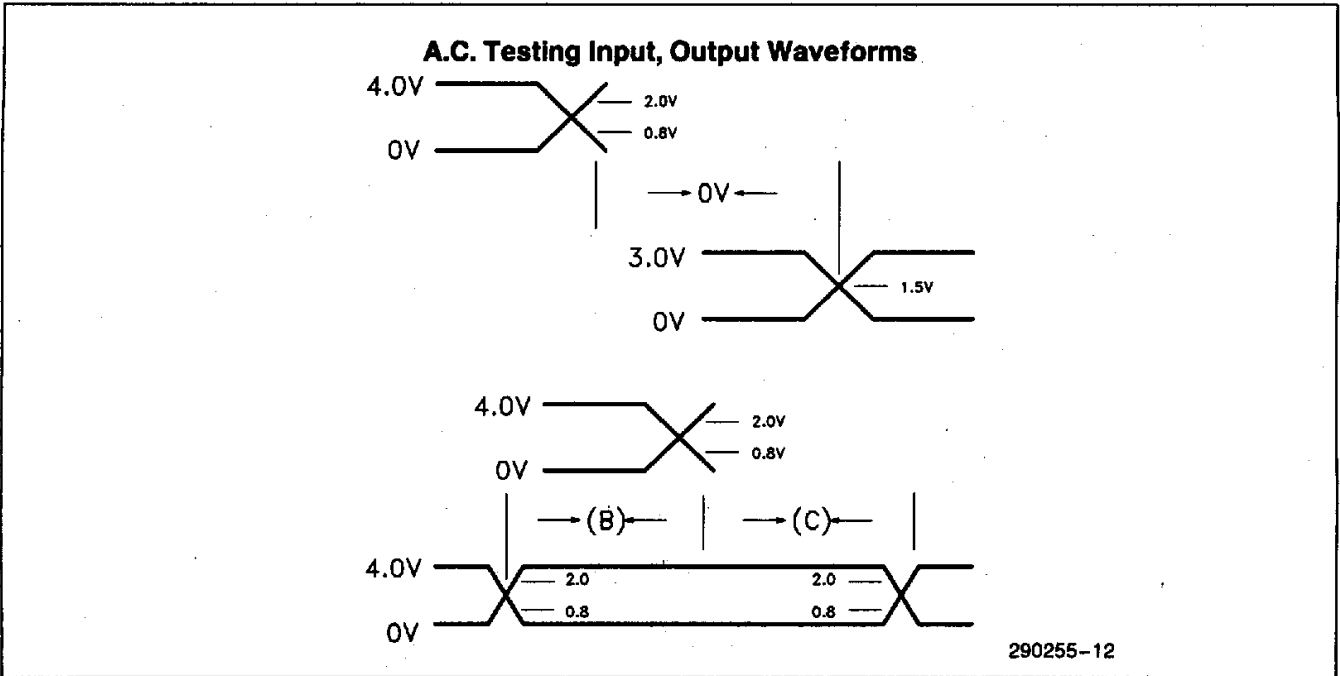 A.C. Testing Input, Output Waveforms
4.0V
2.0V
0.8V
0V
0V
3.0V
1.5V
0V
4.0V
2.0V
0.8V
0V
(B)
(C)
4.0V
2.0
2.0
0.8
0.8
0V
290255-12